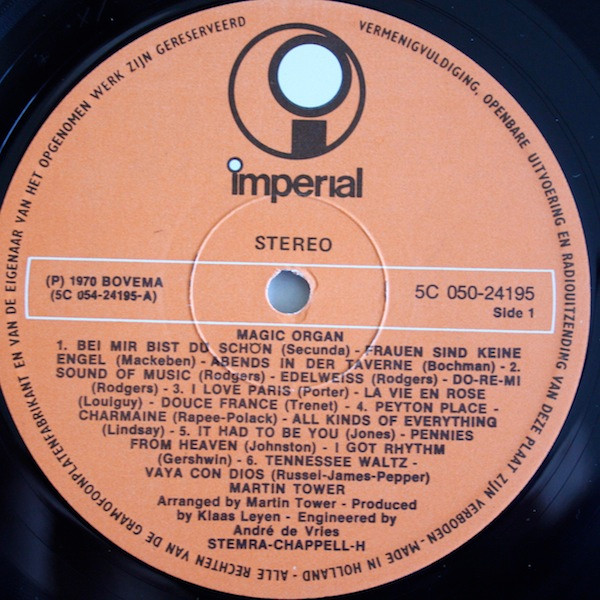 ALLE RECHTEN VAN DE GRAMOFOONPLATENFABRIKANT EN VAN DE EIGENAAR VAN HET OPGENOMEN WERK ZIJN GERESERVEERD
VERMENIGVULDIGING, OPENBARE UITVOERING EN RADIOUITZENDING VAN DEZE PLAAT ZIJN VERBODEN - MADE IN HOLLAND -
imperial
STEREO
(P) 1970 BOVEMA
(5C 054-24195-A)
5C 050-24195
Side 1
MAGIC ORGAN
1. BEI MIR BIST DU SCHÖN (Secunda) - FRAUEN SIND KEINE
ENGEL (Mackeben) - ABENDS IN DER TAVERNE (Bochman) - 2.
SOUND OF MUSIC (Rodgers) - EDELWEISS (Rodgers) - DO-RE-MI
(Rodgers) - 3. I LOVE PARIS (Porter) - LA VIE EN ROSE
(Louiguy) - DOUCE FRANCE (Trenet) - 4. PEYTON PLACE -
CHARMAINE (Rapee-Polack) - ALL KINDS OF EVERYTHING
(Lindsay) - 5. IT HAD TO BE YOU (Jones) - PENNIES
FROM HEAVEN (Johnston) - I GOT RHYTHM
(Gershwin) - 6. TENNESSEE WALTZ -
VAYA CON DIOS (Russel-James-Pepper)
MARTIN TOWER
Arranged by Martin Tower - Produced
by Klaas Leyen - Engineered by
André de Vries
STEMRA-CHAPPELL-H